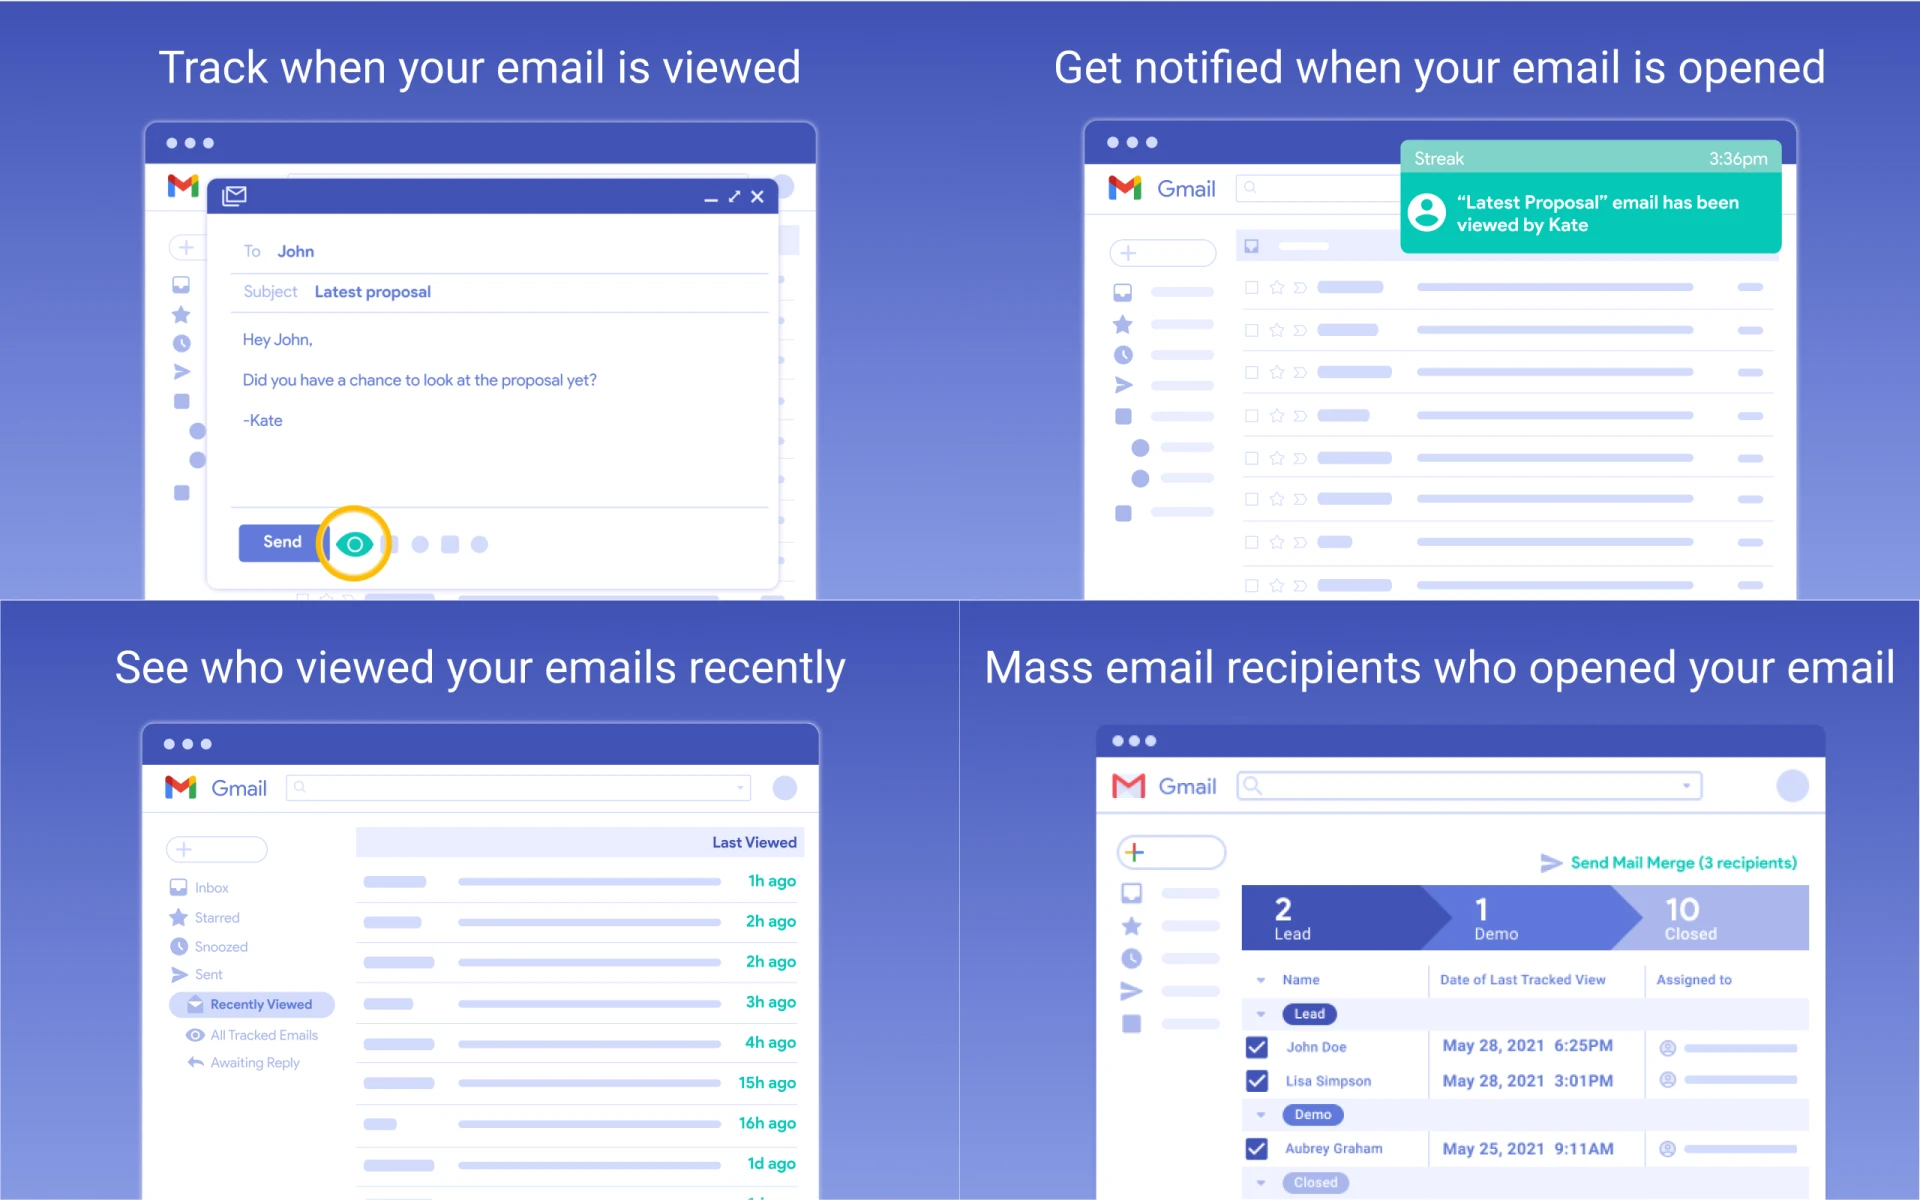 Track when your email is viewed
To John
Subject Latest proposal
Hey John,
Did you have a chance to look at the proposal yet?
-Kate
Send
Get notified when your email is opened
Gmail
Streak 3:36pm
“Latest Proposal” email has been
viewed by Kate
See who viewed your emails recently
Gmail
Inbox
Starred
Snoozed
Sent
Recently Viewed
All Tracked Emails
Awaiting Reply
Last Viewed
1h ago
2h ago
2h ago
3h ago
4h ago
15h ago
16h ago
1d ago
Mass email recipients who opened your email
Gmail
Send Mail Merge (3 recipients)
2 1 10
Lead Demo Closed
Name Date of Last Tracked View Assigned to
Lead
John Doe May 28, 2021 6:25PM
Lisa Simpson May 28, 2021 3:01PM
Demo
Aubrey Graham May 25, 2021 9:11AM
Closed